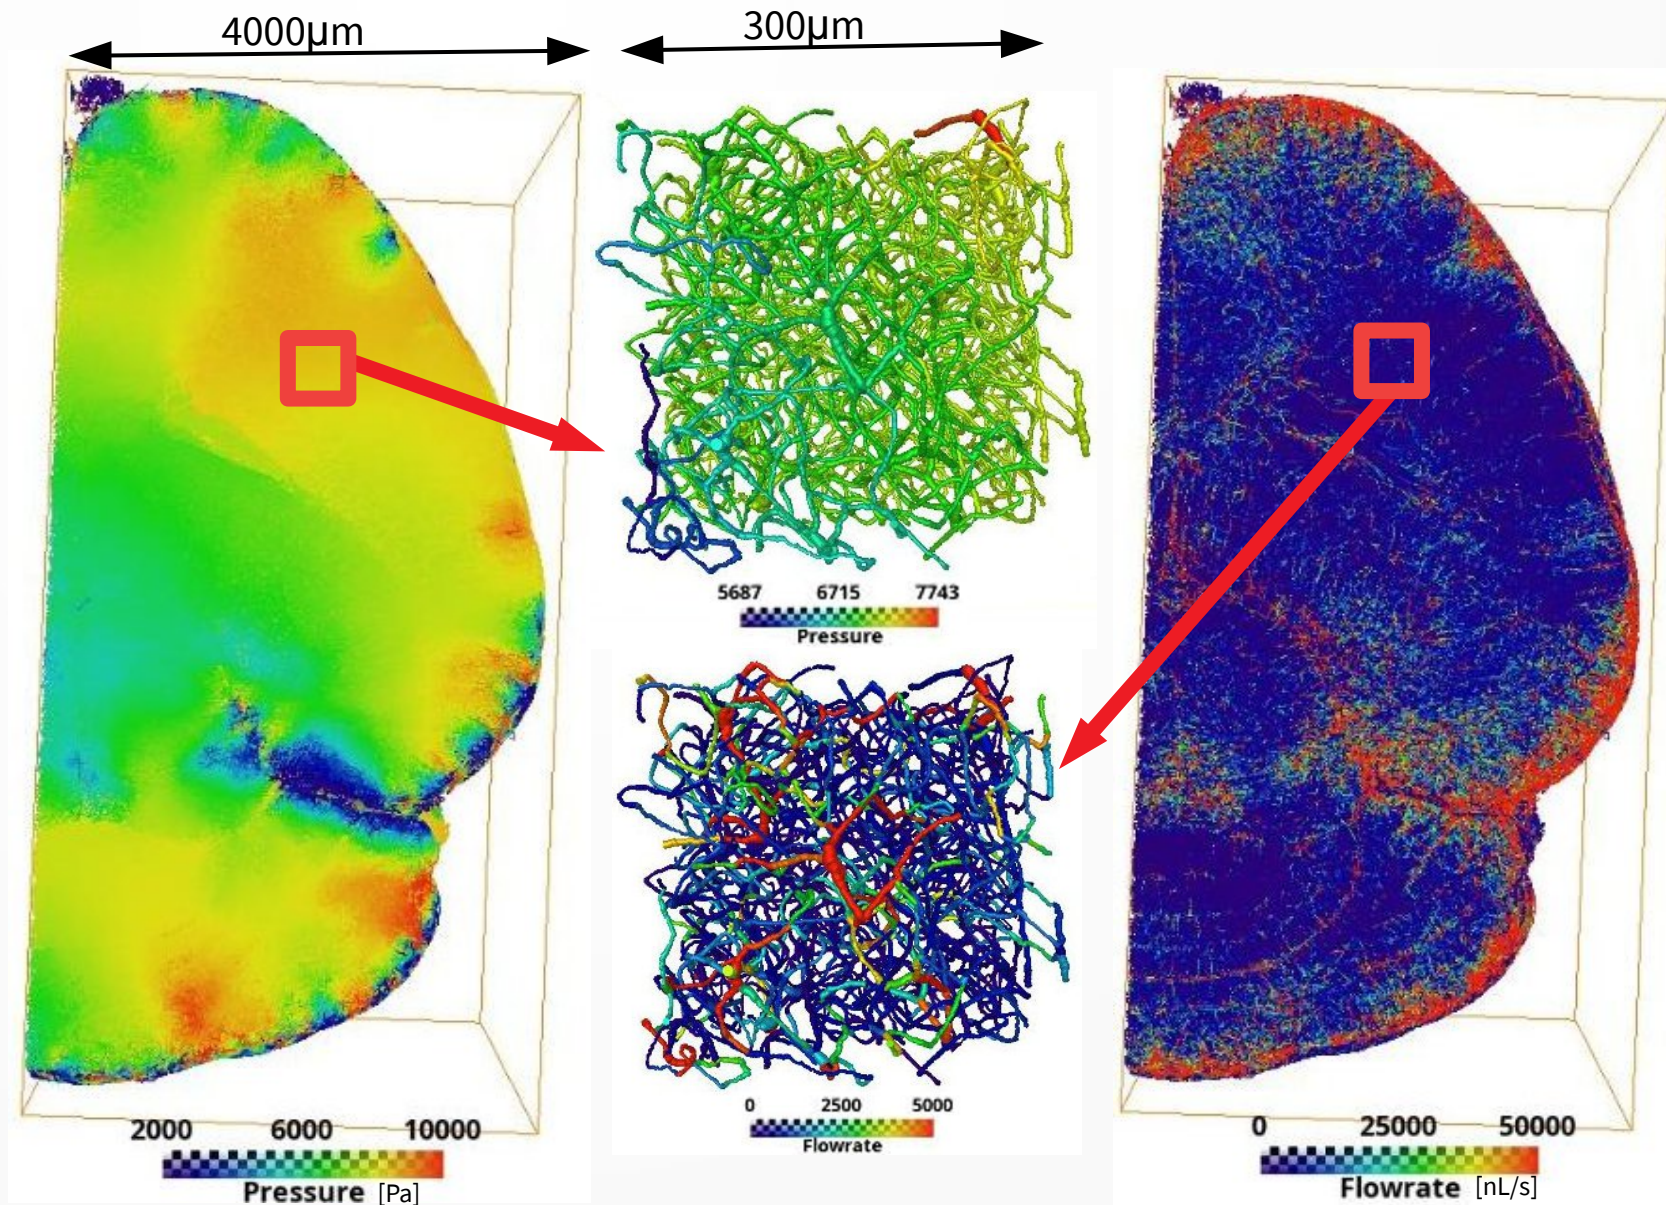 4000μm
300μm
5687 6715 7743
Pressure
0 2500 5000
Flowrate
2000 6000 10000
Pressure [Pa]
0 25000 50000
Flowrate [nL/s]